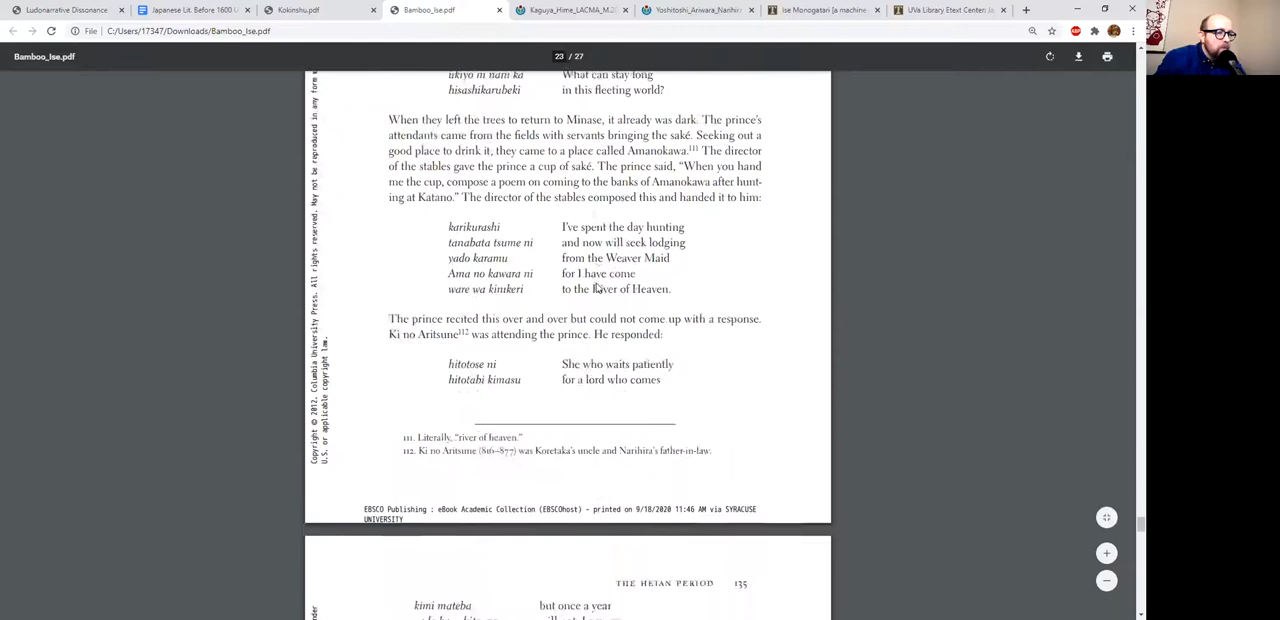 Ludonarrative Dissonance
Japanese Lit. Before 1600 U
Kokinshu.pdf
Bamboo_Ise.pdf
Kaguya_Hime_LACMA_M.20
Yoshitoshi_Ariwara_Narihira
Ise Monogatari [a machine-
UVa Library Etext Center: Ja
File
C:/Users/17347/Downloads/Bamboo_Ise.pdf
ABP
Bamboo_Ise.pdf
23 / 27
ukiyo ni nani ka What can stay long
hisashikarubeki in this fleeting world?
When they left the trees to return to Minase, it already was dark. The prince's
attendants came from the fields with servants bringing the saké. Seeking out a
good place to drink it, they came to a place called Amanokawa.111 The director
of the stables gave the prince a cup of saké. The prince said, "When you hand
me the cup, compose a poem on coming to the banks of Amanokawa after hunt-
ing at Katano." The director of the stables composed this and handed it to him:
karikurashi I've spent the day hunting
tanabata tsume ni and now will seek lodging
yado karamu from the Weaver Maid
Ama no kawara ni for I have come
ware wa kinikeri to the River of Heaven.
The prince recited this over and over but could not come up with a response.
Ki no Aritsune112 was attending the prince. He responded:
hitotose ni She who waits patiently
hitotabi kimasu for a lord who comes
111. Literally, "river of heaven."
112. Ki no Aritsune (816–877) was Koretaka's uncle and Narihira's father-in-law.
Copyright © 2012. Columbia University Press. All rights reserved. May not be reproduced in any form
U.S. or applicable copyright law.
EBSCO Publishing : eBook Academic Collection (EBSCOhost) - printed on 9/18/2020 11:46 AM via SYRACUSE
UNIVERSITY
THE HEIAN PERIOD 135
kimi mateba but once a year